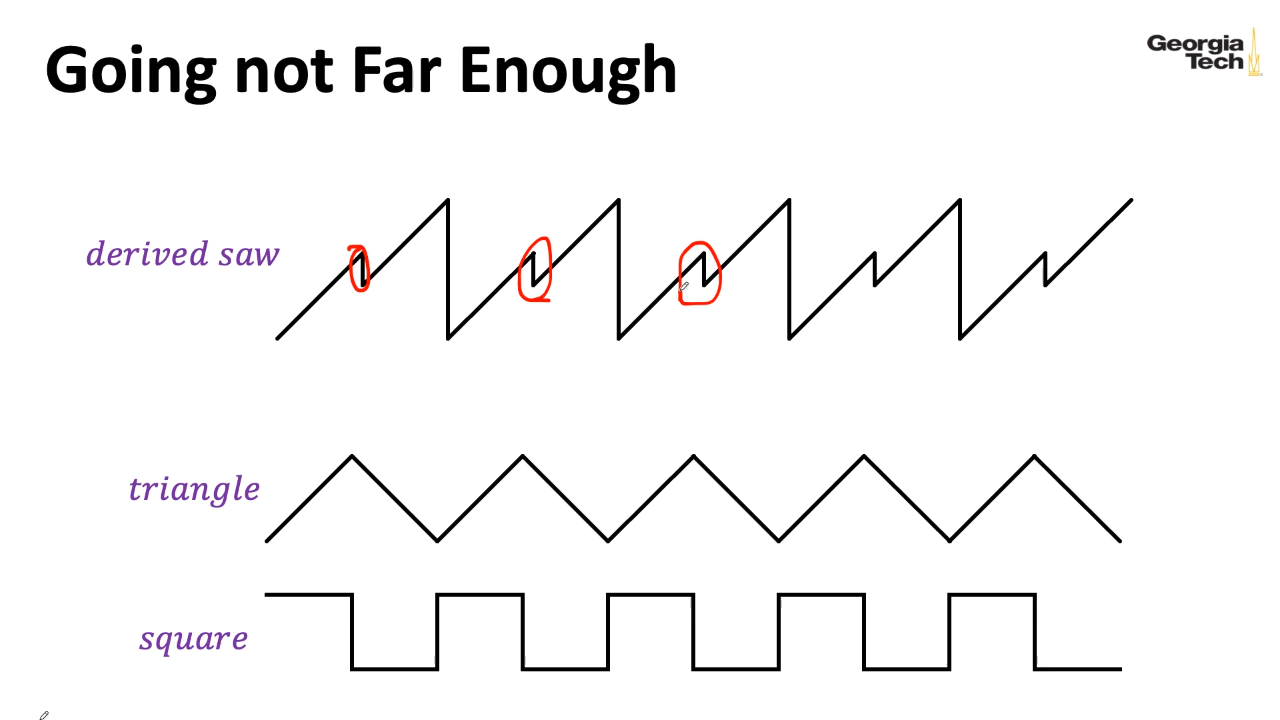 Going not Far Enough
Georgia
Tech
derived saw
triangle
square